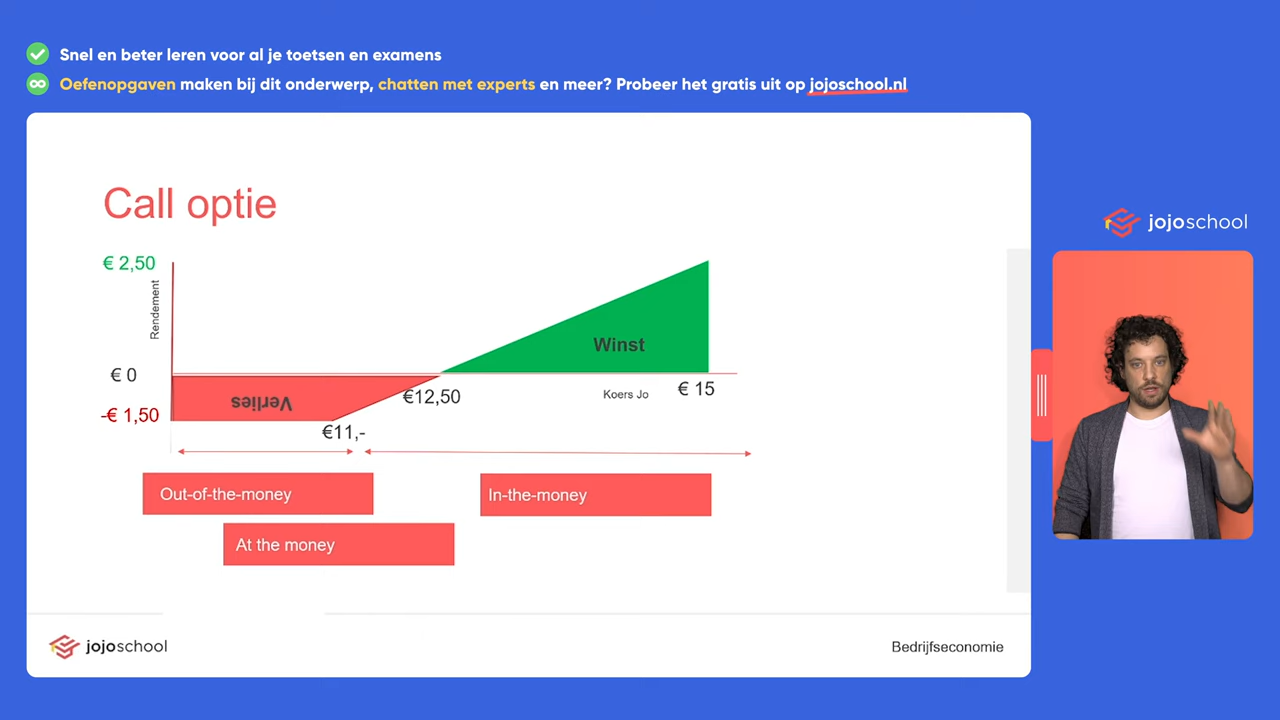 Snel en beter leren voor al je toetsen en examens
Oefenopgaven maken bij dit onderwerp, chatten met experts en meer? Probeer het gratis uit op jojoschool.nl
Call optie
jojoschool
€ 2,50
Rendement
Winst
€ 0
€ 15
Koers Jo
€12,50
Verlies
-€ 1,50
€11,-
Out-of-the-money
In-the-money
At the money
jojoschool
Bedrijfseconomie